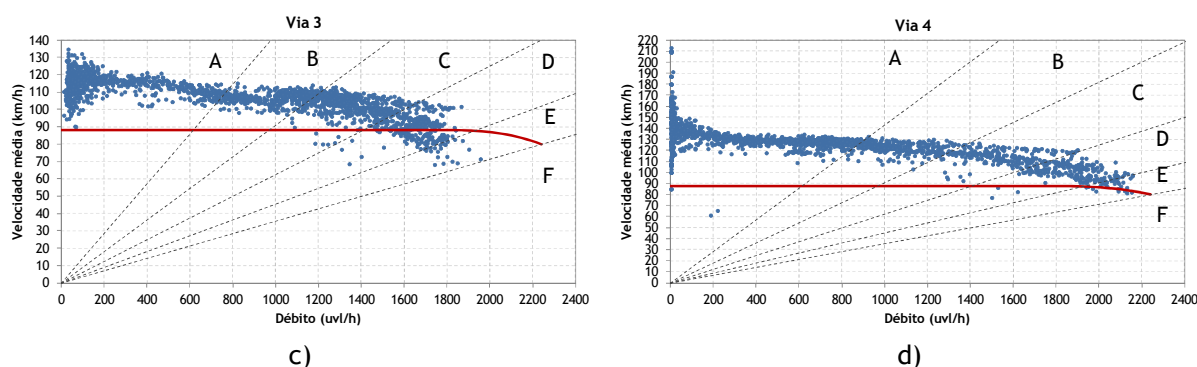 Via 3
Velocidade média (km/h)
140
130
120
110
100
90
80
70
60
50
40
30
20
10
0
A
B
C
D
E
F
0 200 400 600 800 1000 1200 1400 1600 1800 2000 2200 2400
Débito (uvl/h)
c)
Via 4
Velocidade média (km/h)
220
210
200
190
180
170
160
150
140
130
120
110
100
90
80
70
60
50
40
30
20
10
0
A
B
C
D
E
F
0 200 400 600 800 1000 1200 1400 1600 1800 2000 2200 2400
Débito (uvl/h)
d)